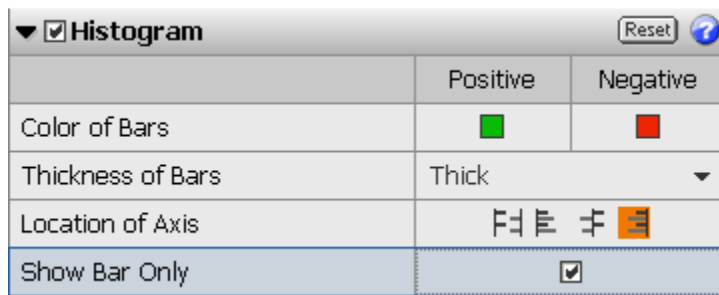 Histogram Reset ?
Positive Negative
Color of Bars
Thickness of Bars Thick
Location of Axis
Show Bar Only